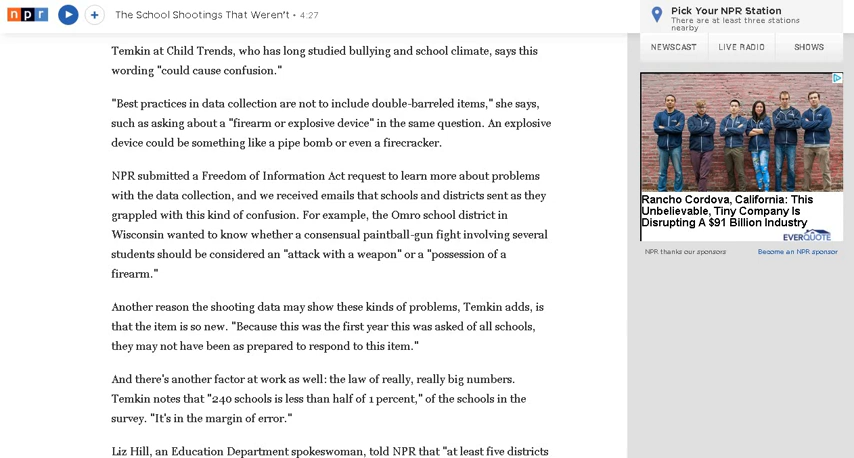 npr
The School Shootings That Weren't • 4:27
Pick Your NPR Station
There are at least three stations
nearby
NEWSCAST
LIVE RADIO
SHOWS
Temkin at Child Trends, who has long studied bullying and school climate, says this
wording "could cause confusion."
"Best practices in data collection are not to include double-barreled items," she says,
such as asking about a "firearm or explosive device" in the same question. An explosive
device could be something like a pipe bomb or even a firecracker.
NPR submitted a Freedom of Information Act request to learn more about problems
with the data collection, and we received emails that schools and districts sent as they
grappled with this kind of confusion. For example, the Omro school district in
Wisconsin wanted to know whether a consensual paintball-gun fight involving several
students should be considered an "attack with a weapon" or a "possession of a
firearm."
Another reason the shooting data may show these kinds of problems, Temkin adds, is
that the item is so new. "Because this was the first year this was asked of all schools,
they may not have been as prepared to respond to this item."
And there's another factor at work as well: the law of really, really big numbers.
Temkin notes that "240 schools is less than half of 1 percent," of the schools in the
survey. "It's in the margin of error."
Liz Hill, an Education Department spokeswoman, told NPR that "at least five districts
Rancho Cordova, California: This
Unbelievable, Tiny Company Is
Disrupting A $91 Billion Industry
EVERQUOTE
NPR thanks our sponsors
Become an NPR sponsor